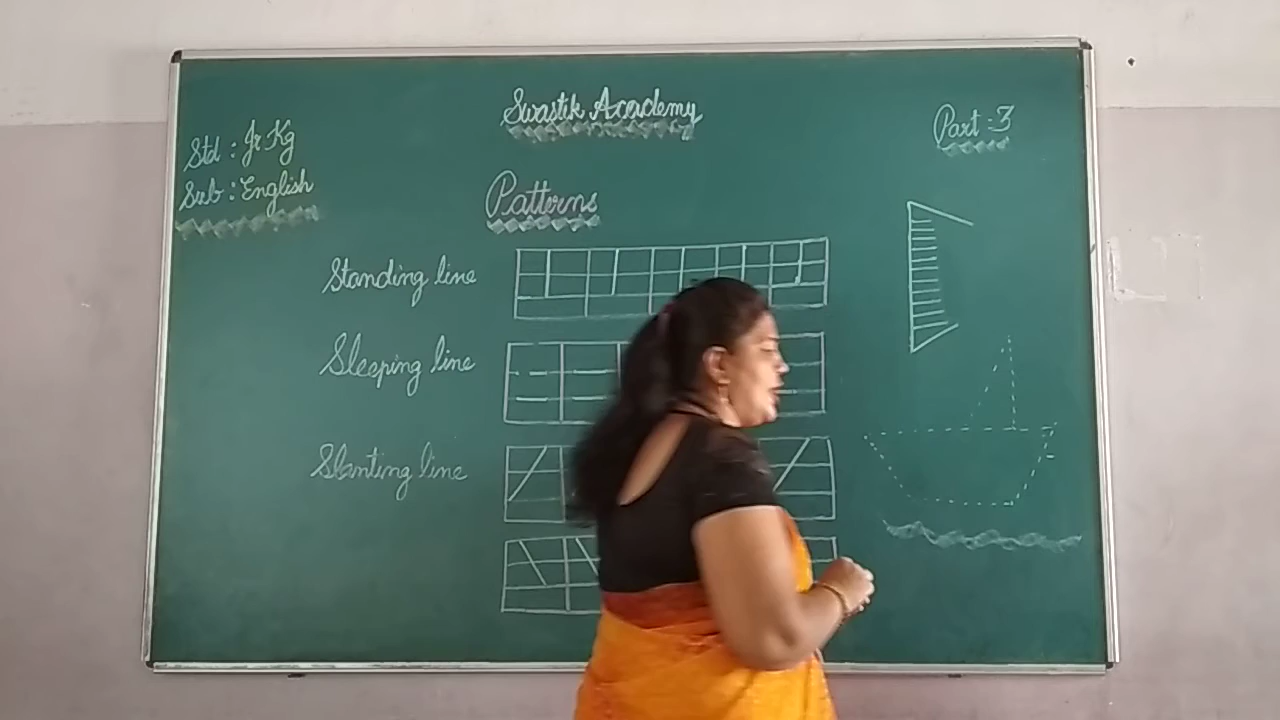 Swastik Academy
Std : Jr Kg
Part : 3
Sub : English
Patterns
Standing line
Sleeping line
Slanting line